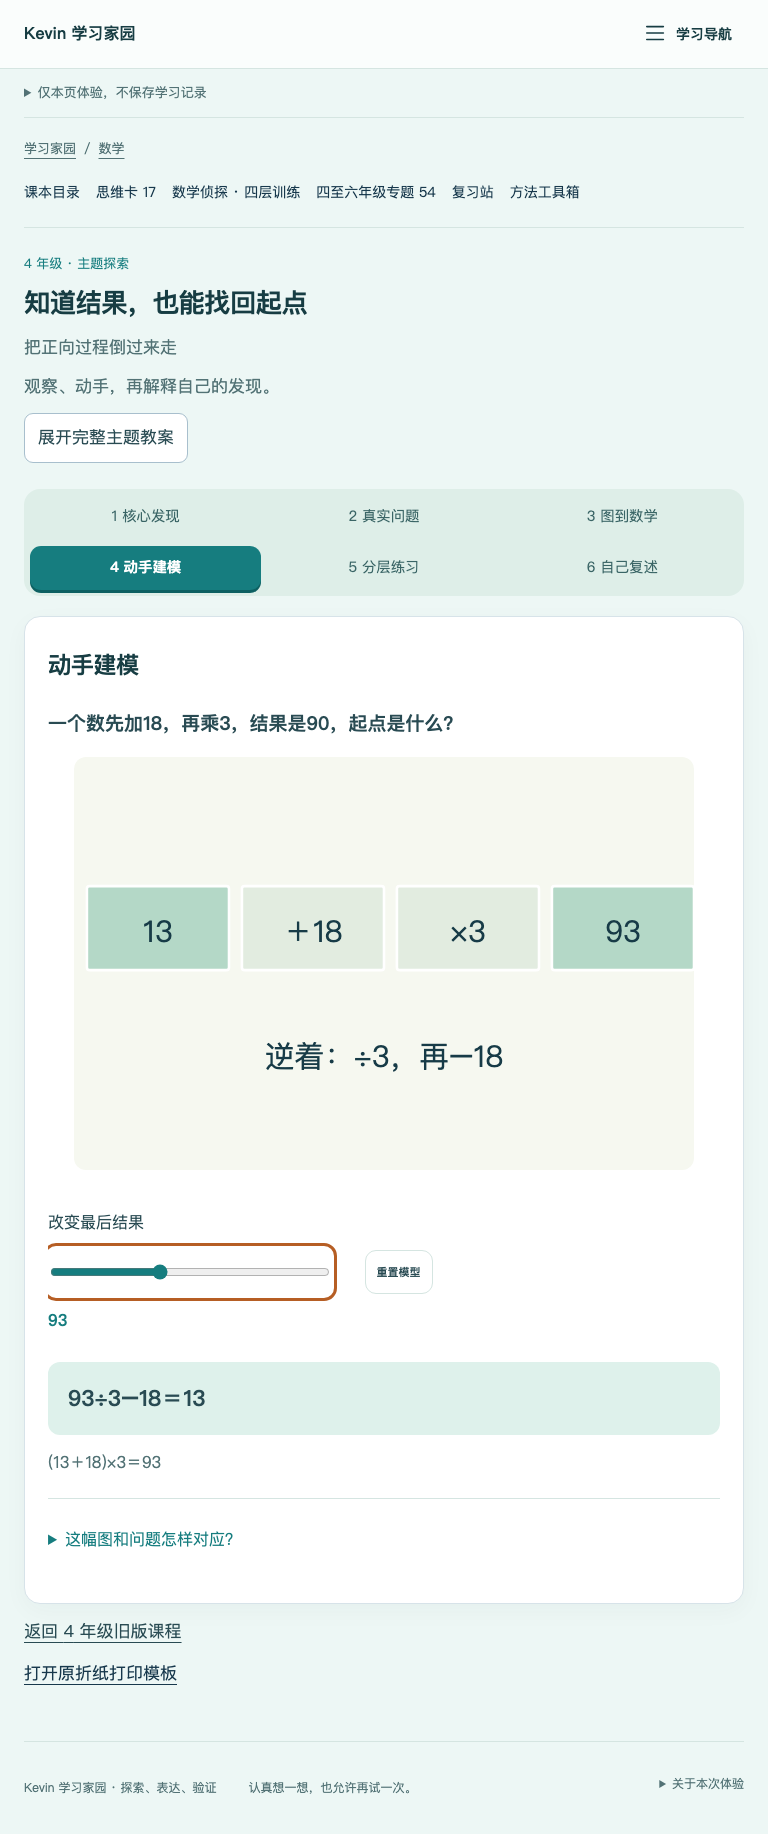 Kevin 学习家园
学习导航
仅本页体验，不保存学习记录
学习家园 / 数学
课本目录 思维卡 17 数学侦探 · 四层训练 四至六年级专题 54 复习站 方法工具箱
4 年级 · 主题探索
知道结果，也能找回起点
把正向过程倒过来走
观察、动手，再解释自己的发现。
展开完整主题教案
1 核心发现 2 真实问题 3 图到数学
4 动手建模 5 分层练习 6 自己复述
动手建模
一个数先加18，再乘3，结果是90，起点是什么？
13 ＋18 ×3 93
逆着：÷3，再－18
改变最后结果
重置模型
93
93÷3－18＝13
(13＋18)×3＝93
这幅图和问题怎样对应？
返回 4 年级旧版课程
打开原折纸打印模板
Kevin 学习家园 · 探索、表达、验证 认真想一想，也允许再试一次。 关于本次体验